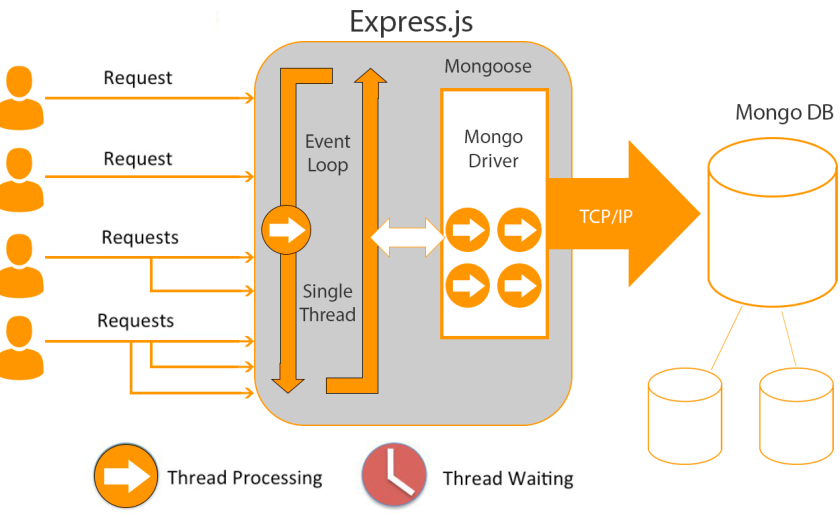 Express.js
Request
Request
Requests
Requests
Event
Loop
Single
Thread
Mongoose
Mongo
Driver
TCP/IP
Mongo DB
Thread Processing
Thread Waiting